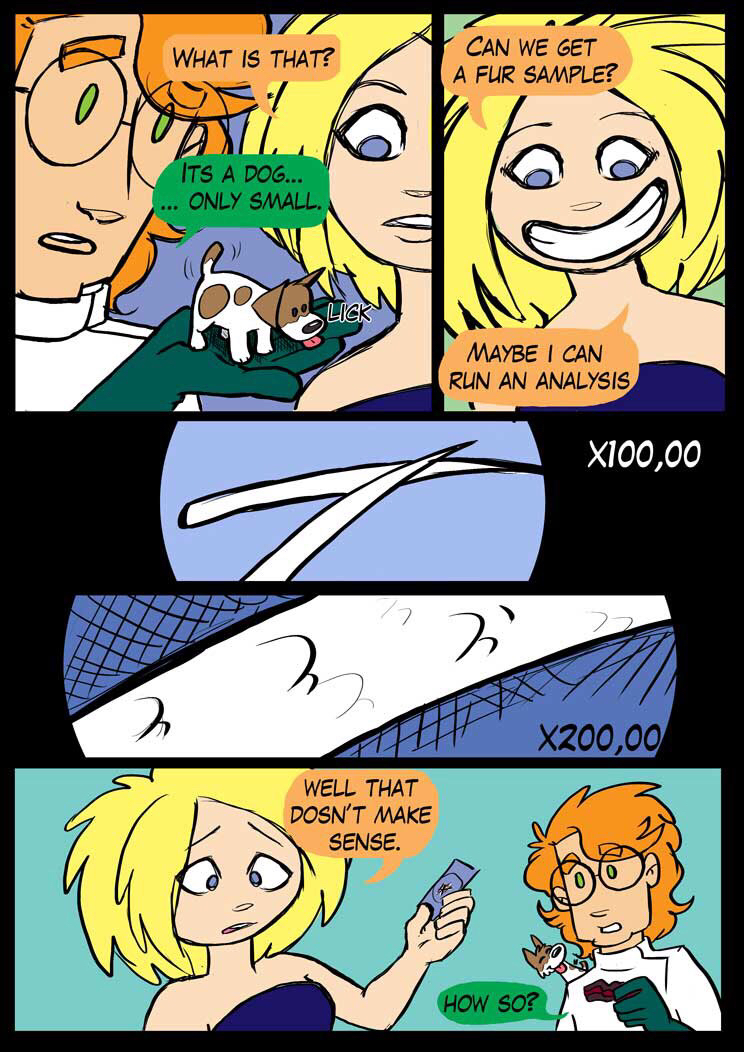 WHAT IS THAT?
ITS A DOG...
... ONLY SMALL.
LICK
CAN WE GET
A FUR SAMPLE?
MAYBE I CAN
RUN AN ANALYSIS
X100,00
X200,00
WELL THAT
DOSN'T MAKE
SENSE.
HOW SO?